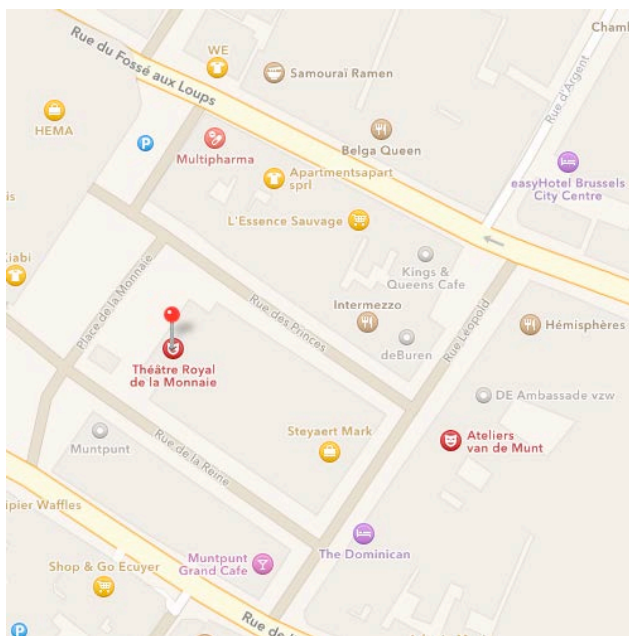 Rue du Fossé aux Loups
WE
Samouraï Ramen
Rue d'Argent
HEMA
P
Multipharma
Belga Queen
Apartmentsapart
sprl
easyHotel Brussels
City Centre
L'Essence Sauvage
Kiabi
Place de la Monnaie
Kings &
Queens Cafe
Rue des Princes
Intermezzo
Rue Léopold
Hémisphères
deBuren
Théâtre Royal
de la Monnaie
DE Ambassade vzw
Muntpunt
Rue de la Reine
Steyaert Mark
Ateliers
van de Munt
The Dominican
Muntpunt
Grand Cafe
Shop & Go Ecuyer
Waffles
P
Rue de